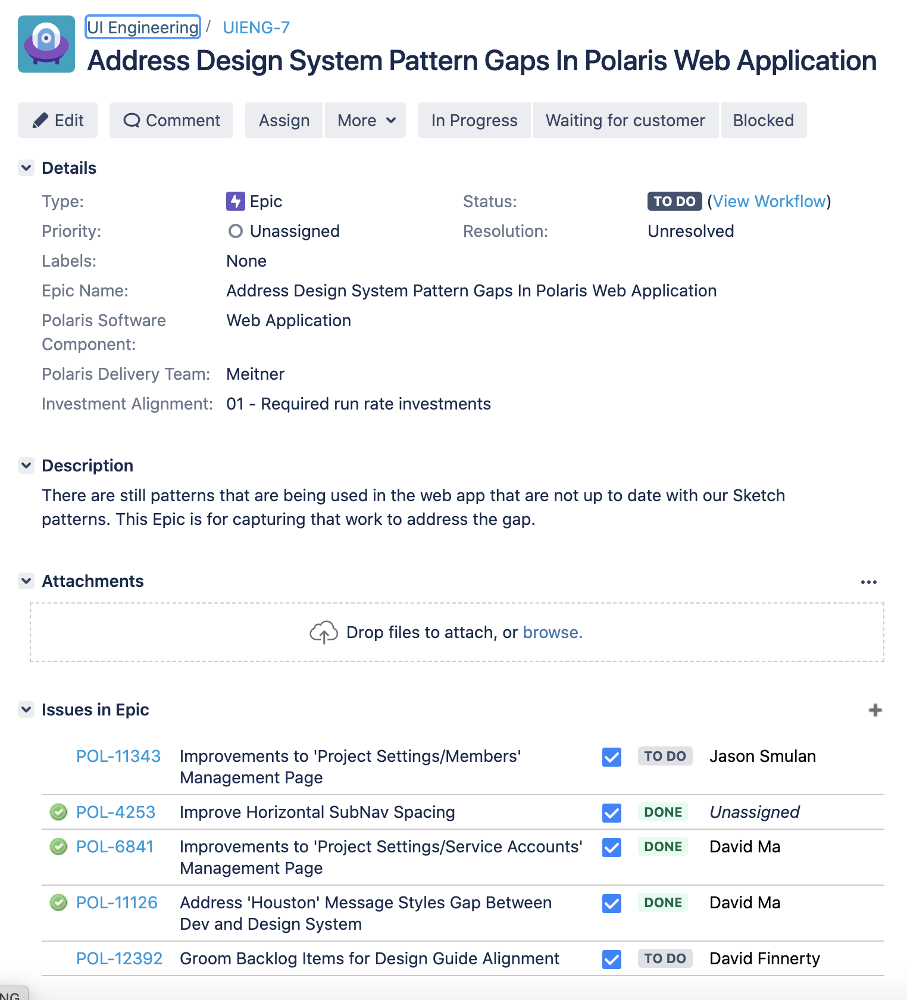 UI Engineering / UIENG-7
Address Design System Pattern Gaps In Polaris Web Application
Edit Comment Assign More In Progress Waiting for customer Blocked
Details
Type: Epic Status: TO DO (View Workflow)
Priority: Unassigned Resolution: Unresolved
Labels: None
Epic Name: Address Design System Pattern Gaps In Polaris Web Application
Polaris Software Web Application
Component:
Polaris Delivery Team: Meitner
Investment Alignment: 01 - Required run rate investments
Description
There are still patterns that are being used in the web app that are not up to date with our Sketch
patterns. This Epic is for capturing that work to address the gap.
Attachments
Drop files to attach, or browse.
Issues in Epic
POL-11343 Improvements to 'Project Settings/Members' TO DO Jason Smulan
Management Page
POL-4253 Improve Horizontal SubNav Spacing DONE Unassigned
POL-6841 Improvements to 'Project Settings/Service Accounts' DONE David Ma
Management Page
POL-11126 Address 'Houston' Message Styles Gap Between DONE David Ma
Dev and Design System
POL-12392 Groom Backlog Items for Design Guide Alignment TO DO David Finnerty